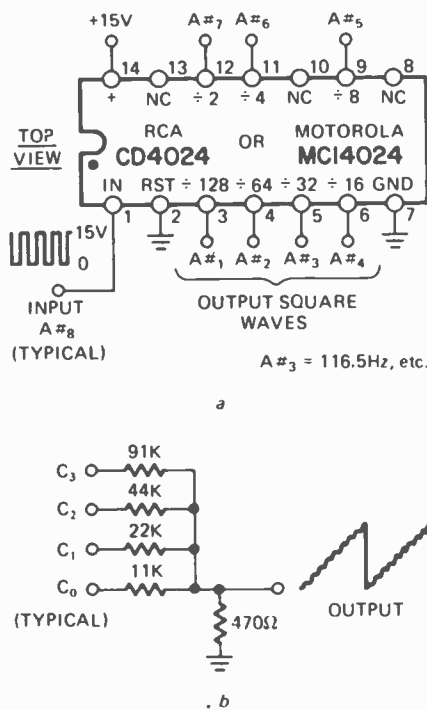 +15V A#7 A#6 A#5
14 13 12 11 10 9 8
+ NC ÷2 ÷4 NC ÷8 NC
TOP VIEW
RCA OR MOTOROLA
CD4024 MC14024
IN RST ÷128 ÷64 ÷32 ÷16 GND
1 2 3 4 5 6 7
15V
0
A#1 A#2 A#3 A#4
INPUT
A#8
(TYPICAL)
OUTPUT SQUARE
WAVES
A#3 = 116.5Hz, etc.
a
C3 91K
C2 44K
C1 22K
C0 11K
(TYPICAL)
470Ω
OUTPUT
. b